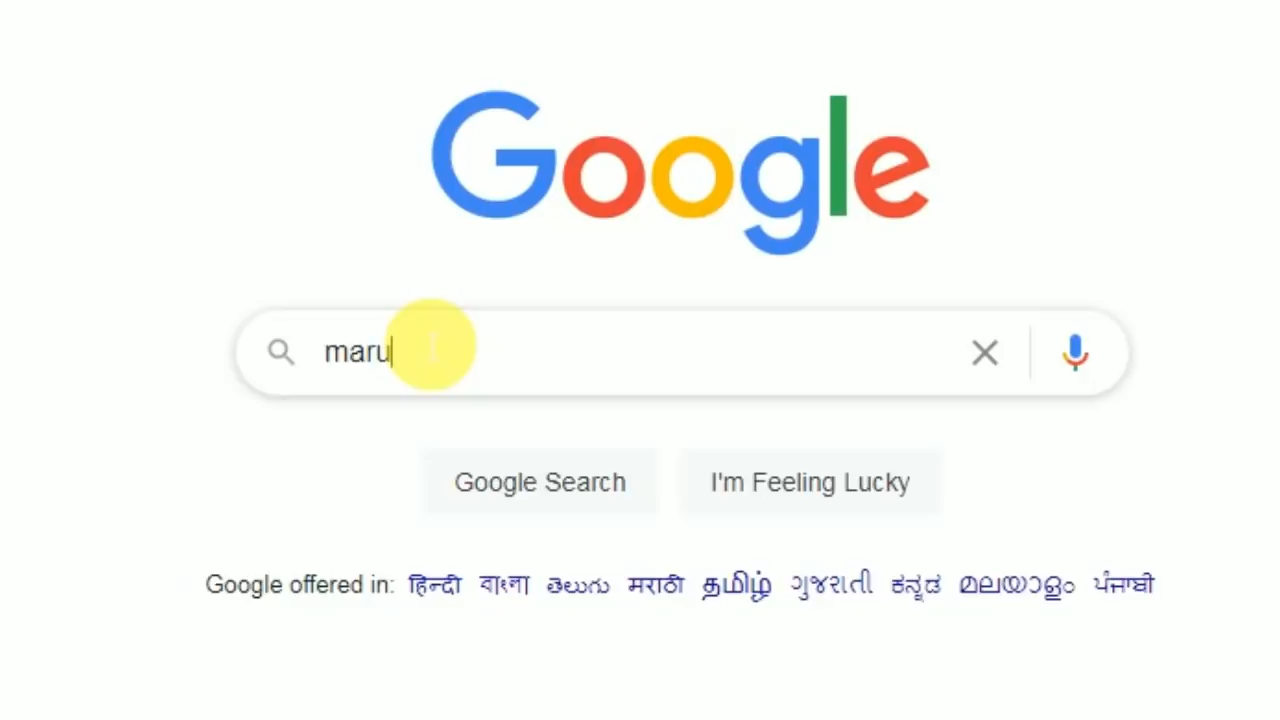 Google
maru
Google Search I'm Feeling Lucky
Google offered in: हिन्दी বাংলা తెలుగు मराठी தமிழ் ગુજરાતી ಕನ್ನಡ മലയാളം ਪੰਜਾਬੀ